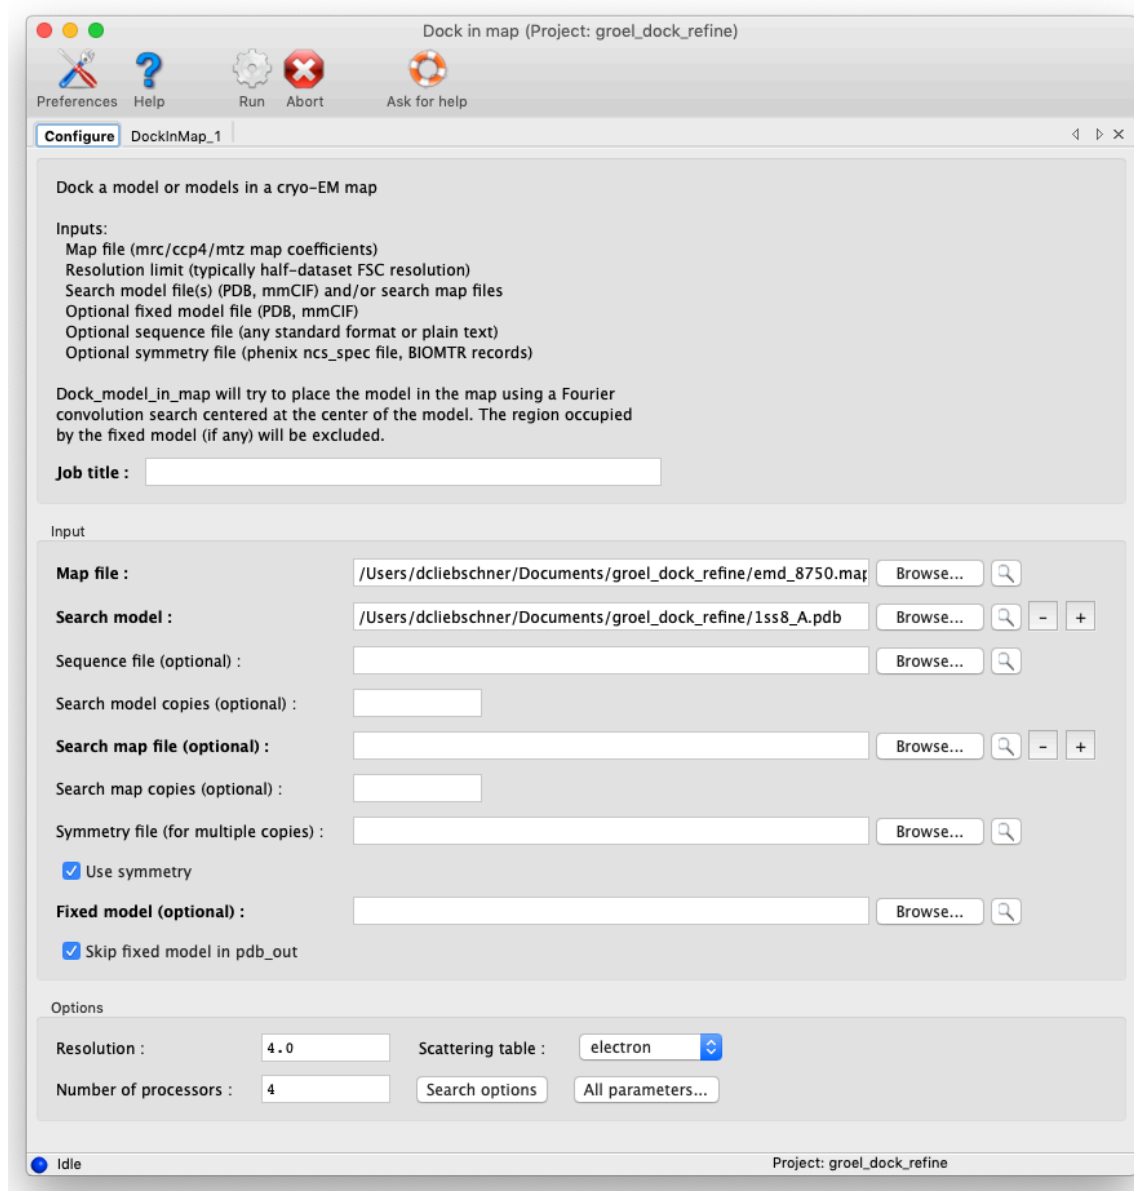 Dock in map (Project: groel_dock_refine)
Preferences Help Run Abort Ask for help
Configure DockInMap_1
Dock a model or models in a cryo-EM map
Inputs:
Map file (mrc/ccp4/mtz map coefficients)
Resolution limit (typically half-dataset FSC resolution)
Search model file(s) (PDB, mmCIF) and/or search map files
Optional fixed model file (PDB, mmCIF)
Optional sequence file (any standard format or plain text)
Optional symmetry file (phenix ncs_spec file, BIOMTR records)
Dock_model_in_map will try to place the model in the map using a Fourier
convolution search centered at the center of the model. The region occupied
by the fixed model (if any) will be excluded.
Job title :
Input
Map file : /Users/dcliebschner/Documents/groel_dock_refine/emd_8750.map Browse...
Search model : /Users/dcliebschner/Documents/groel_dock_refine/1ss8_A.pdb Browse... - +
Sequence file (optional) : Browse...
Search model copies (optional) :
Search map file (optional) : Browse... - +
Search map copies (optional) :
Symmetry file (for multiple copies) : Browse...
Use symmetry
Fixed model (optional) : Browse...
Skip fixed model in pdb_out
Options
Resolution : 4.0 Scattering table : electron
Number of processors : 4 Search options All parameters...
Idle Project: groel_dock_refine